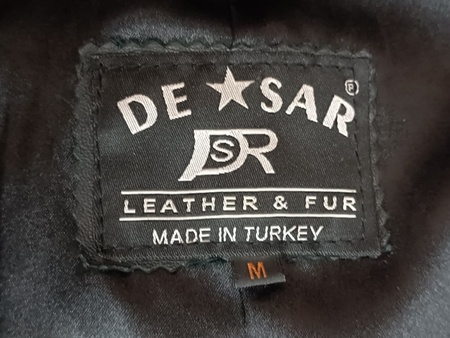 DE ★ SAR ®
DSR
LEATHER & FUR
MADE IN TURKEY
M